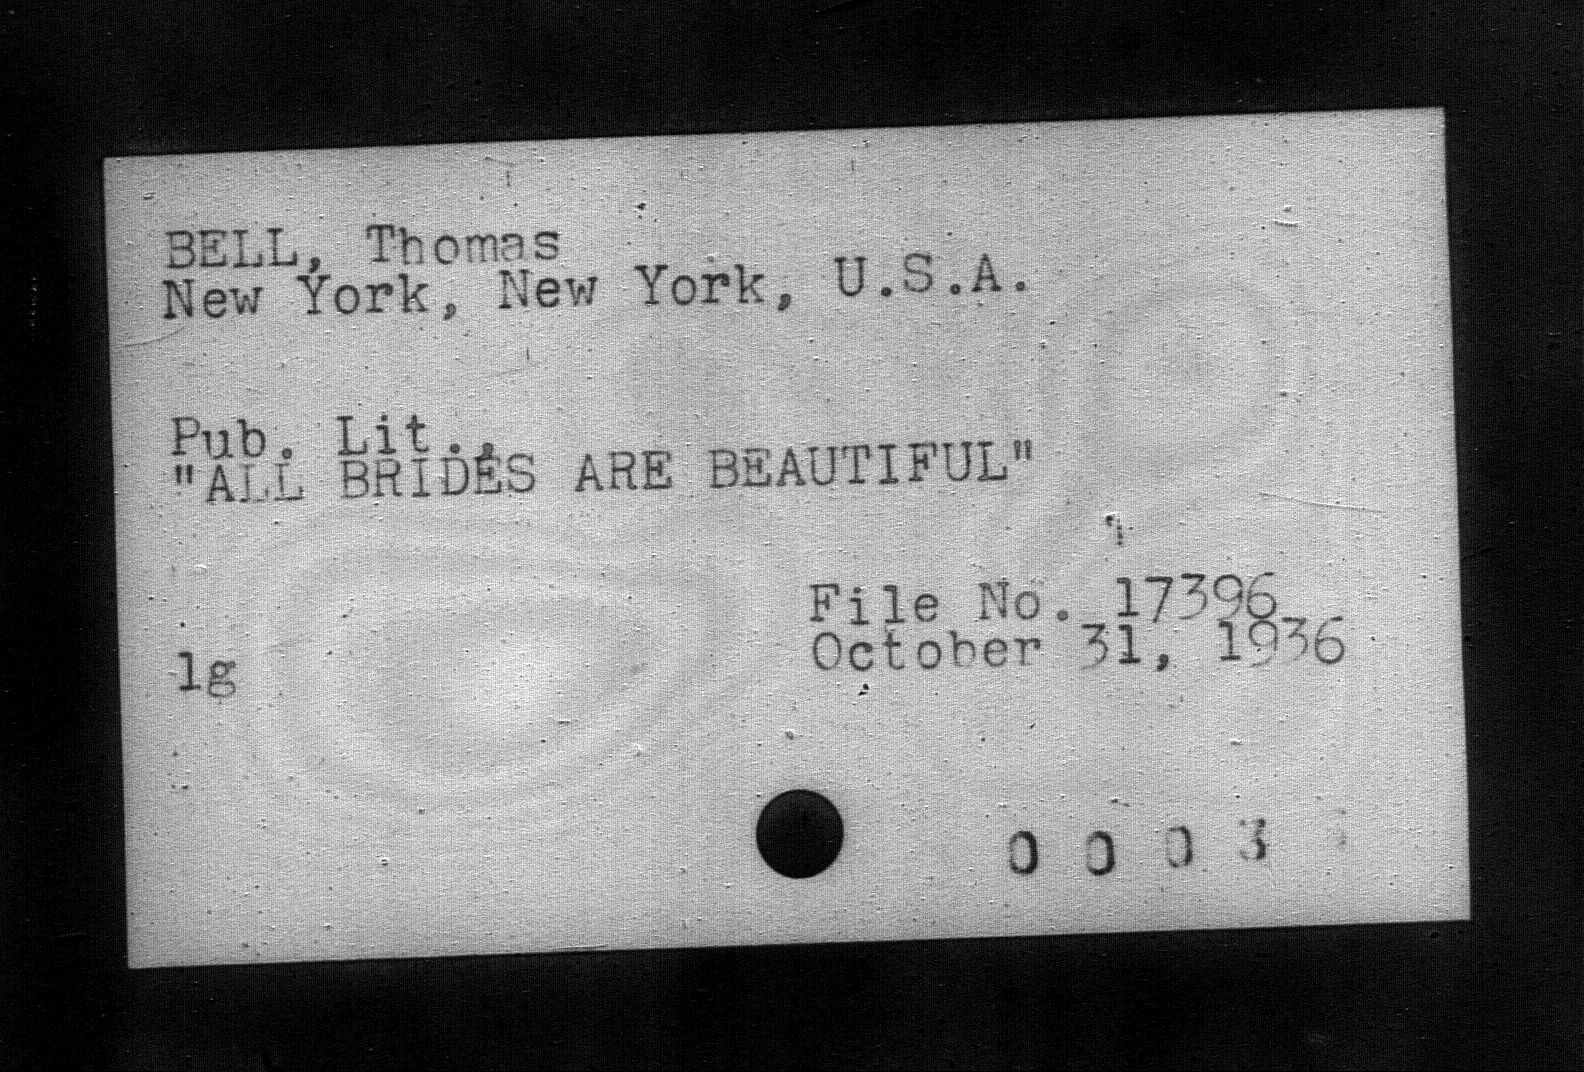 BELL, Thomas
New York, New York, U.S.A.
Pub. Lit.,
"ALL BRIDES ARE BEAUTIFUL"
File No. 17396
October 31, 1936
lg
0 0 0 3